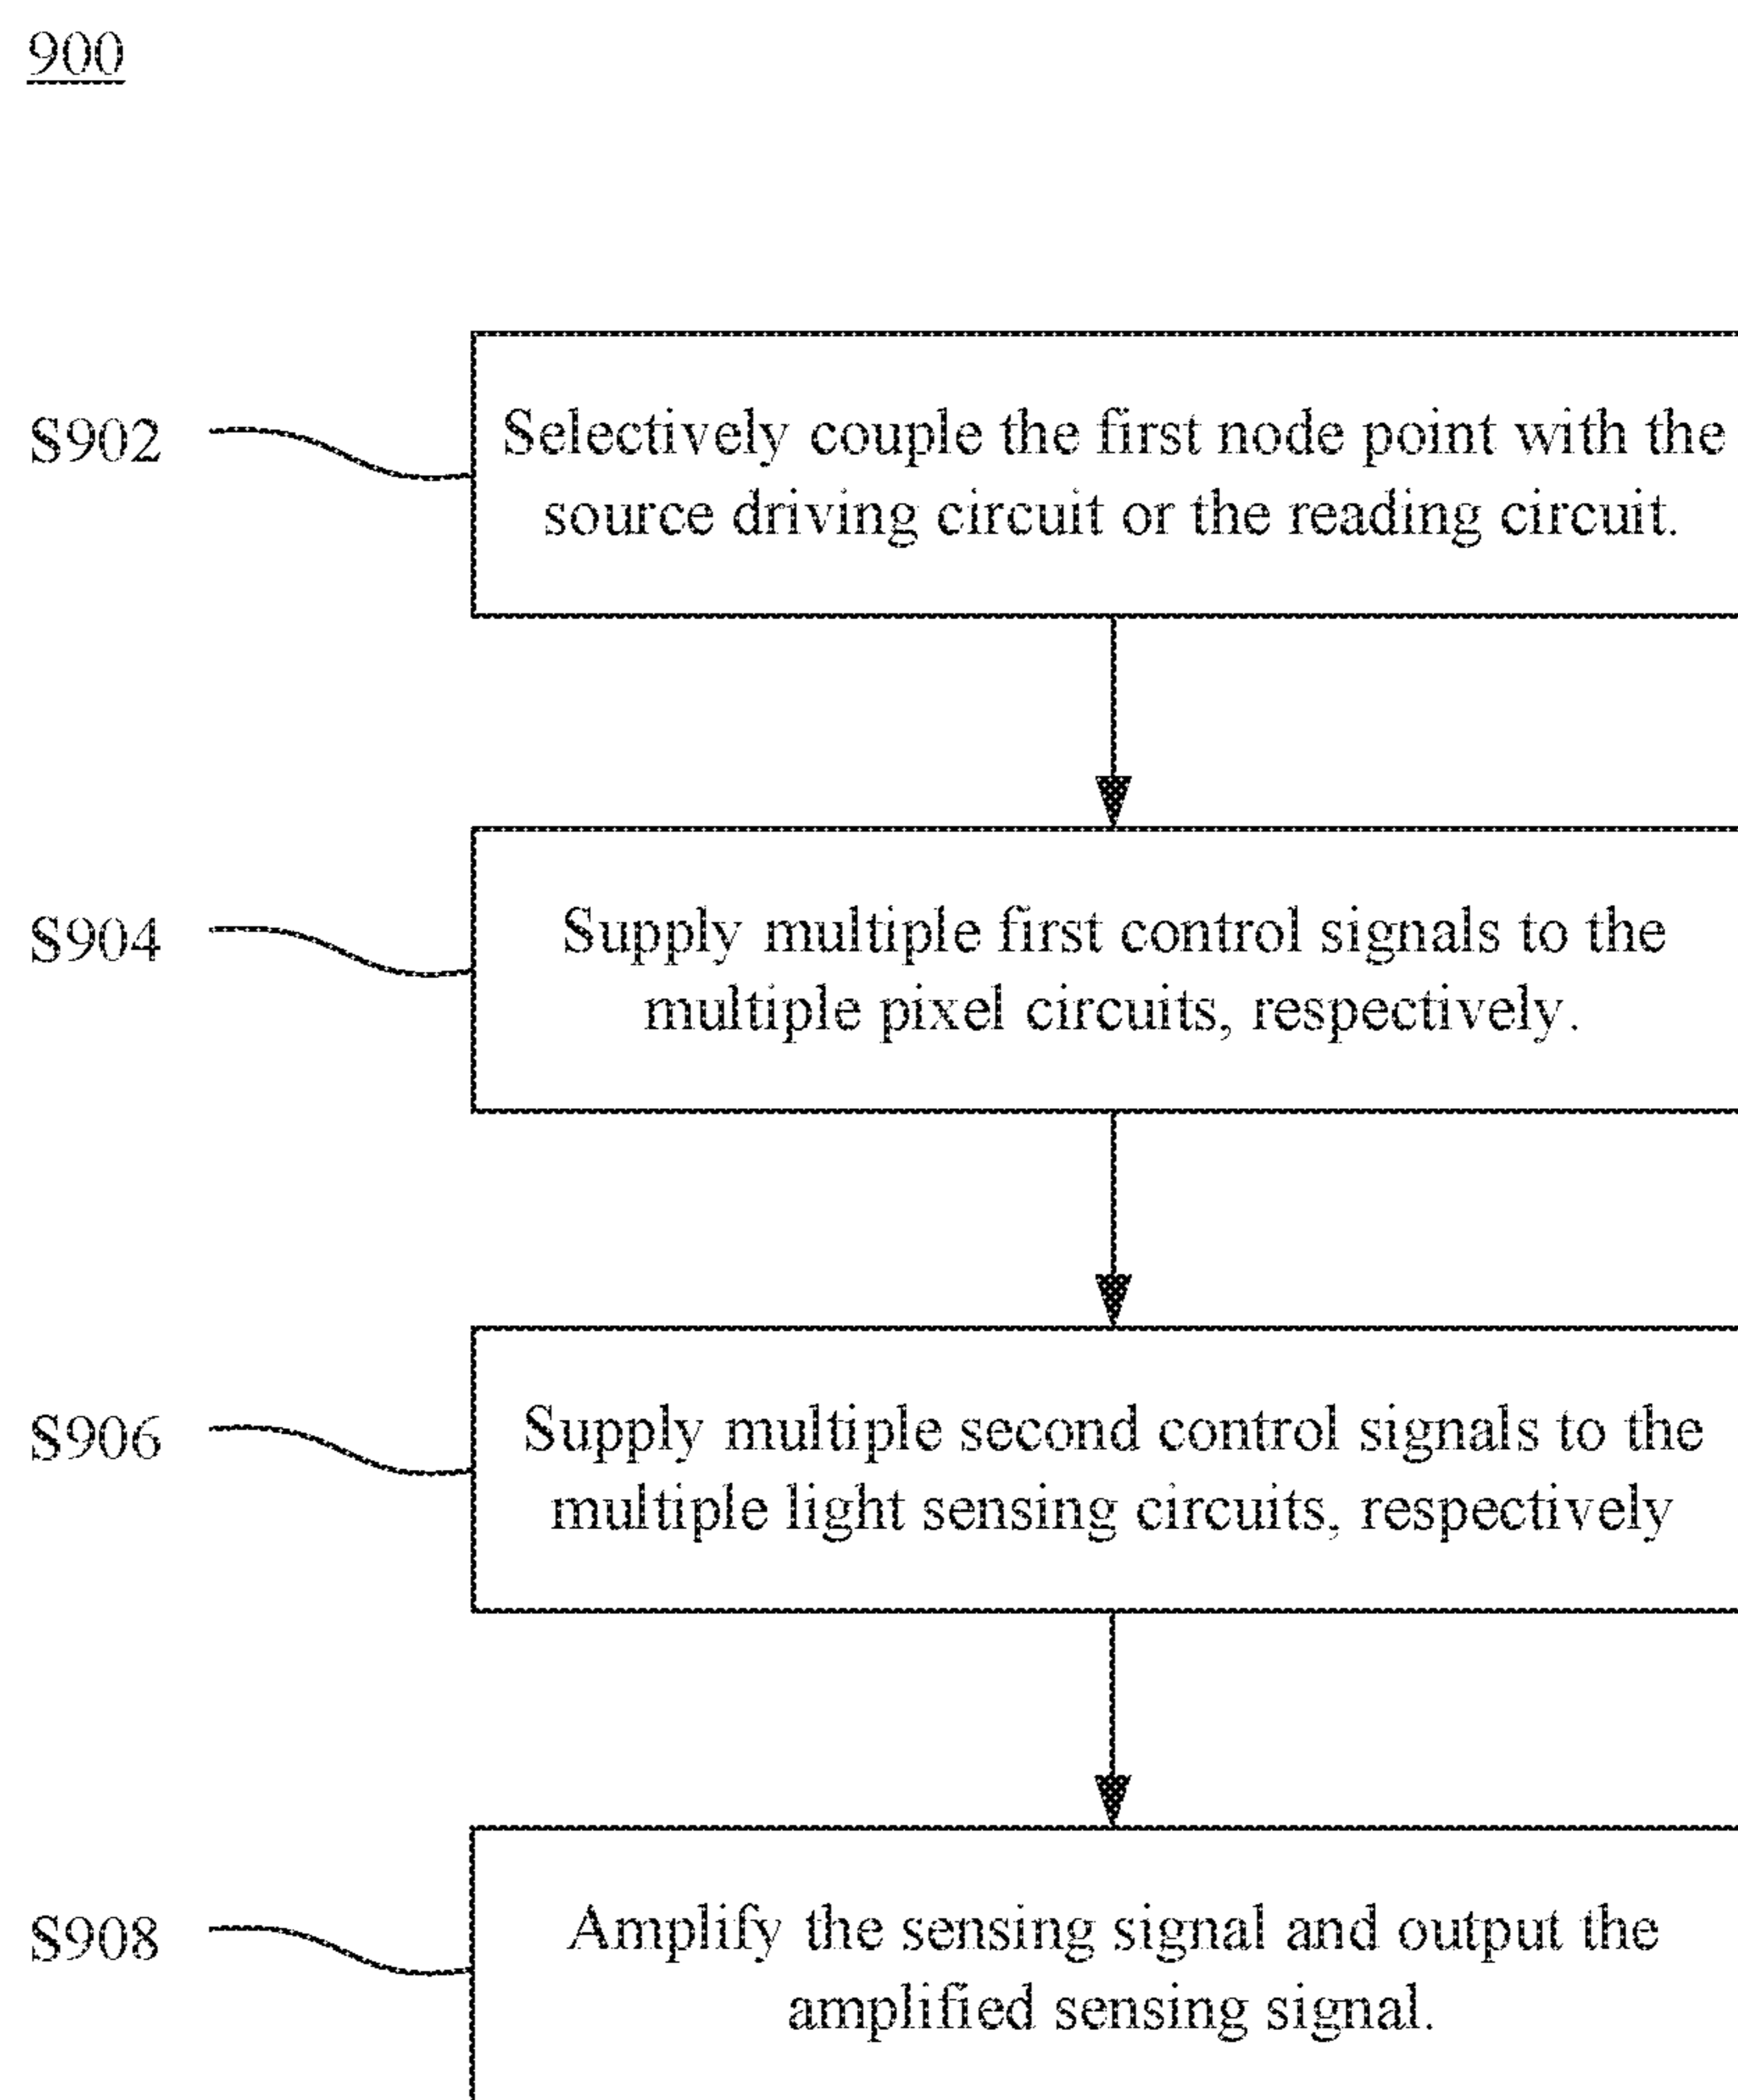 900
S902
Selectively couple the first node point with the
source driving circuit or the reading circuit.
S904
Supply multiple first control signals to the
multiple pixel circuits, respectively.
S906
Supply multiple second control signals to the
multiple light sensing circuits, respectively
S908
Amplify the sensing signal and output the
amplified sensing signal.